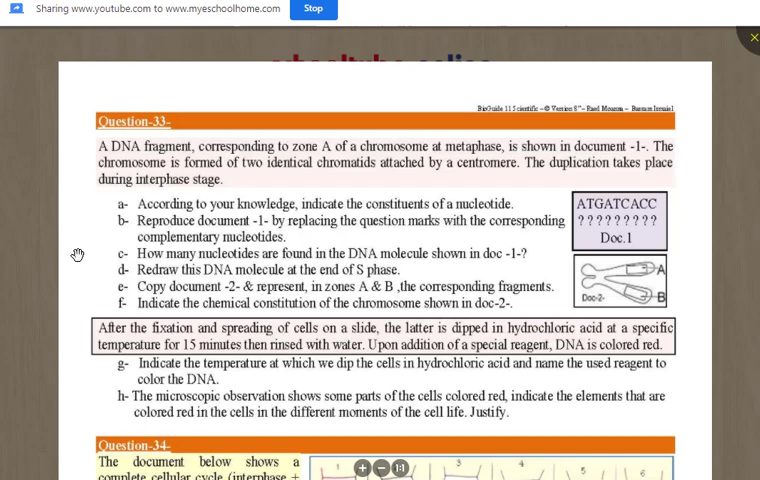 Sharing www.youtube.com to www.myeschoolhome.com Stop
BioGuide 11 Scientific –© Version 8th– Raed Mouzon – Bassam Ismaiel
Question-33-
A DNA fragment, corresponding to zone A of a chromosome at metaphase, is shown in document -1-. The
chromosome is formed of two identical chromatids attached by a centromere. The duplication takes place
during interphase stage.
a- According to your knowledge, indicate the constituents of a nucleotide.
b- Reproduce document -1- by replacing the question marks with the corresponding
complementary nucleotides.
c- How many nucleotides are found in the DNA molecule shown in doc -1-?
d- Redraw this DNA molecule at the end of S phase.
e- Copy document -2- & represent, in zones A & B ,the corresponding fragments.
f- Indicate the chemical constitution of the chromosome shown in doc-2-.
ATGATCACC
? ? ? ? ? ? ? ? ?
Doc.1
A
Doc-2-
B
After the fixation and spreading of cells on a slide, the latter is dipped in hydrochloric acid at a specific
temperature for 15 minutes then rinsed with water. Upon addition of a special reagent, DNA is colored red.
g- Indicate the temperature at which we dip the cells in hydrochloric acid and name the used reagent to
color the DNA.
h- The microscopic observation shows some parts of the cells colored red, indicate the elements that are
colored red in the cells in the different moments of the cell life. Justify.
Question-34-
The document below shows a
complete cellular cycle (interphase +
1
3
4
5
6
1:1